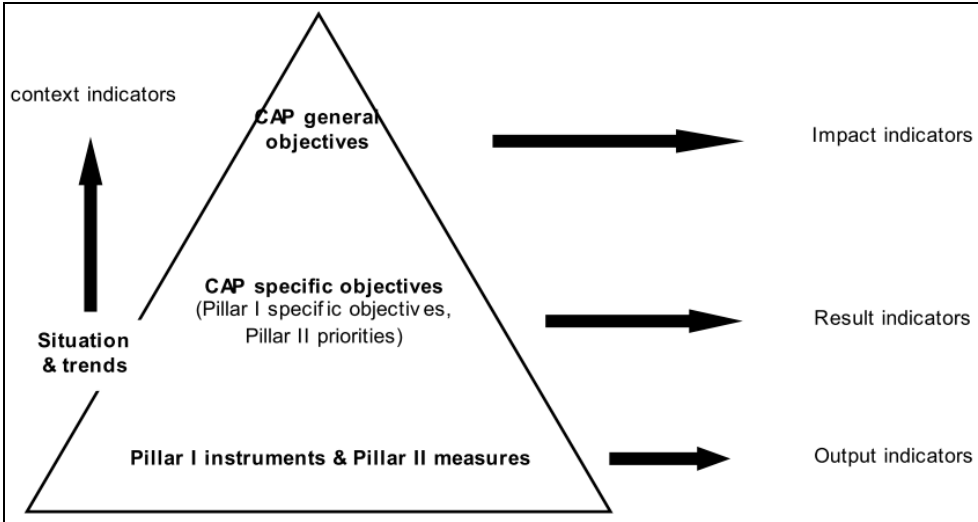 context indicators
CAP general
objectives
Impact indicators
CAP specific objectives
(Pillar I specific objectives,
Pillar II priorities)
Result indicators
Situation
& trends
Pillar I instruments & Pillar II measures
Output indicators